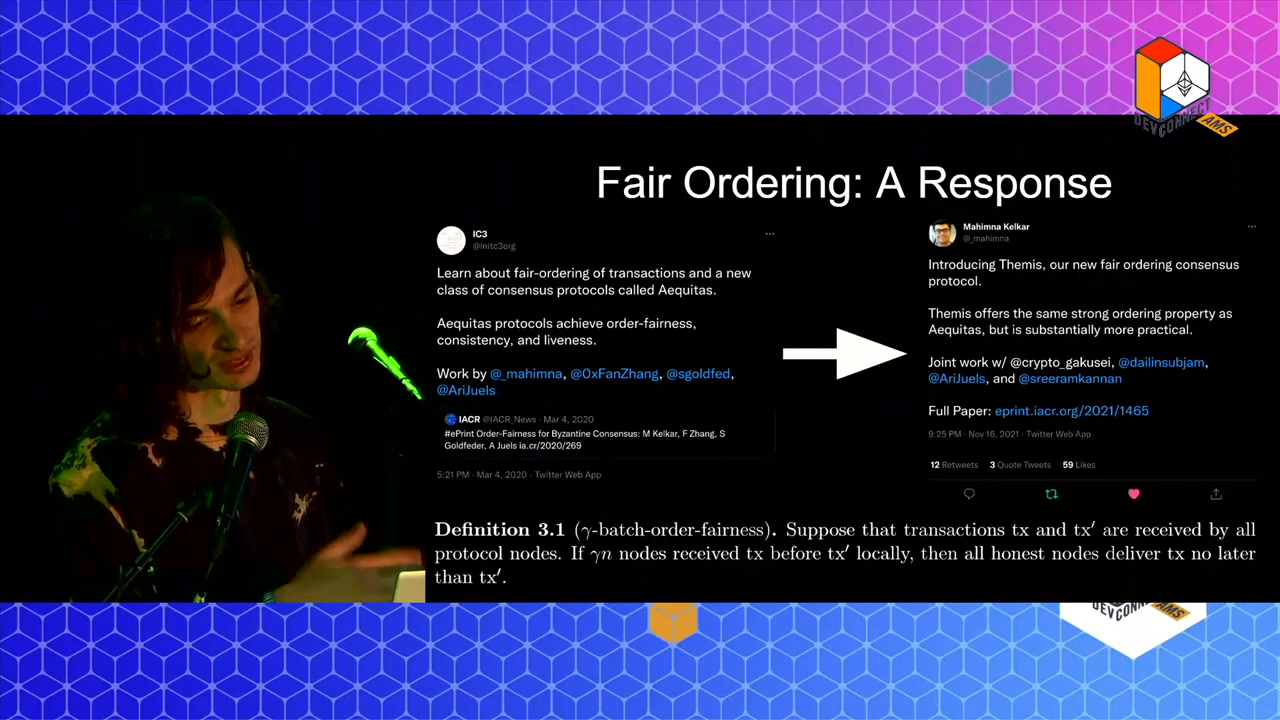 DEVCONNECT
AMS
Fair Ordering: A Response
IC3
@initc3org
Learn about fair-ordering of transactions and a new
class of consensus protocols called Aequitas.
Aequitas protocols achieve order-fairness,
consistency, and liveness.
Work by @_mahimna, @0xFanZhang, @sgoldfed,
@AriJuels
IACR @IACR_News · Mar 4, 2020
#ePrint Order-Fairness for Byzantine Consensus: M Kelkar, F Zhang, S
Goldfeder, A Juels ia.cr/2020/269
5:21 PM · Mar 4, 2020 · Twitter Web App
Mahimna Kelkar
@_mahimna
Introducing Themis, our new fair ordering consensus
protocol.
Themis offers the same strong ordering property as
Aequitas, but is substantially more practical.
Joint work w/ @crypto_gakusei, @dailinsubjam,
@AriJuels, and @sreeramkannan
Full Paper: eprint.iacr.org/2021/1465
9:25 PM · Nov 16, 2021 · Twitter Web App
12 Retweets 3 Quote Tweets 59 Likes
Definition 3.1 (γ-batch-order-fairness). Suppose that transactions tx and tx′ are received by all
protocol nodes. If γn nodes received tx before tx′ locally, then all honest nodes deliver tx no later
than tx′.
AMS